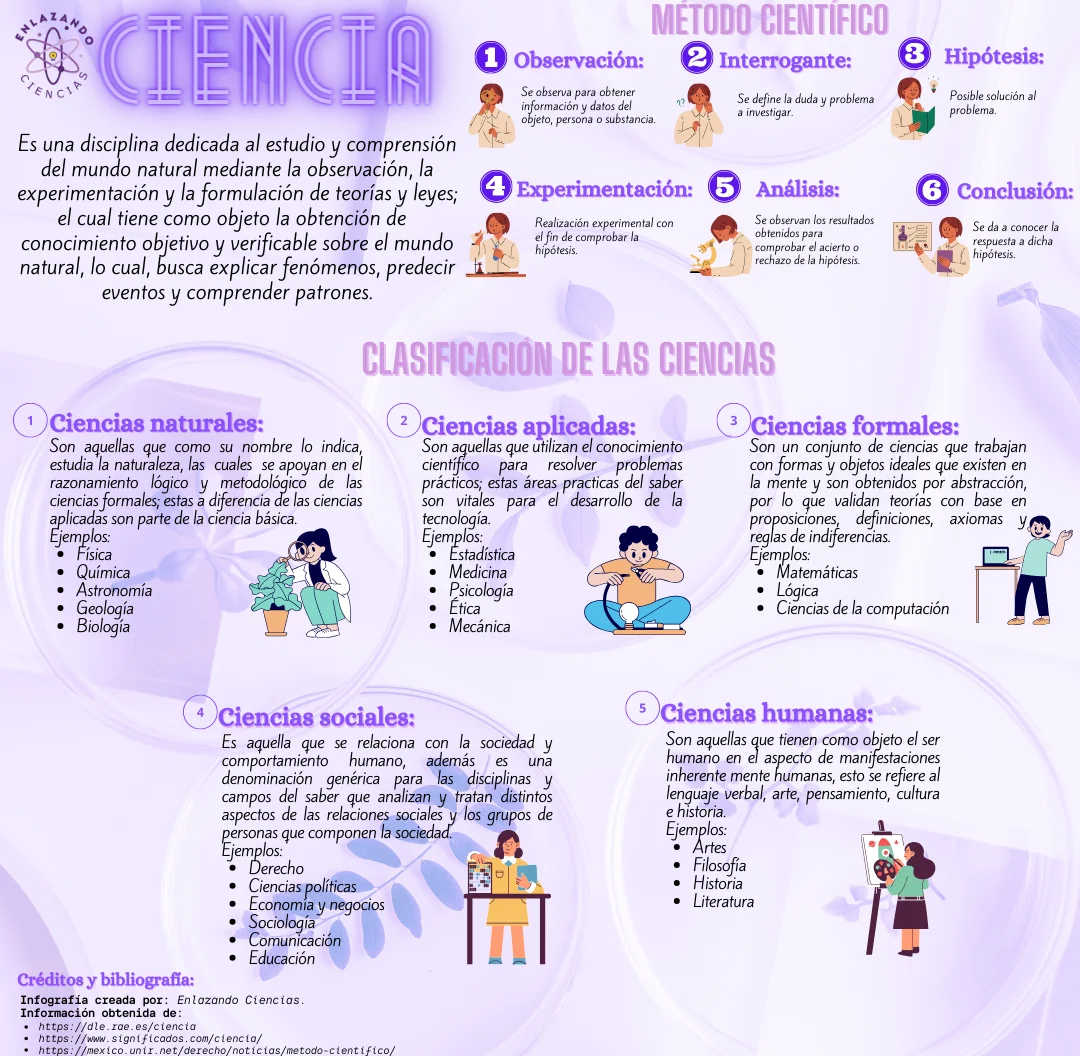 ENLAZANDO
CIENCIAS
CIENCIA
Es una disciplina dedicada al estudio y comprensión
del mundo natural mediante la observación, la
experimentación y la formulación de teorías y leyes;
el cual tiene como objeto la obtención de
conocimiento objetivo y verificable sobre el mundo
natural, lo cual, busca explicar fenómenos, predecir
eventos y comprender patrones.
MÉTODO CIENTÍFICO
1 Observación:
Se observa para obtener
información y datos del
objeto, persona o substancia.
2 Interrogante:
Se define la duda y problema
a investigar.
3 Hipótesis:
Posible solución al
problema.
4 Experimentación:
Realización experimental con
el fin de comprobar la
hipótesis.
5 Análisis:
Se observan los resultados
obtenidos para
comprobar el acierto o
rechazo de la hipótesis.
6 Conclusión:
Se da a conocer la
respuesta a dicha
hipótesis.
CLASIFICACIÓN DE LAS CIENCIAS
1 Ciencias naturales:
Son aquellas que como su nombre lo indica,
estudia la naturaleza, las cuales se apoyan en el
razonamiento lógico y metodológico de las
ciencias formales; estas a diferencia de las ciencias
aplicadas son parte de la ciencia básica.
Ejemplos:
• Física
• Química
• Astronomía
• Geología
• Biología
2 Ciencias aplicadas:
Son aquellas que utilizan el conocimiento
científico para resolver problemas
prácticos; estas áreas practicas del saber
son vitales para el desarrollo de la
tecnología.
Ejemplos:
• Estadística
• Medicina
• Psicología
• Ética
• Mecánica
3 Ciencias formales:
Son un conjunto de ciencias que trabajan
con formas y objetos ideales que existen en
la mente y son obtenidos por abstracción,
por lo que validan teorías con base en
proposiciones, definiciones, axiomas y
reglas de indiferencias.
Ejemplos:
• Matemáticas
• Lógica
• Ciencias de la computación
4 Ciencias sociales:
Es aquella que se relaciona con la sociedad y
comportamiento humano, además es una
denominación genérica para las disciplinas y
campos del saber que analizan y tratan distintos
aspectos de las relaciones sociales y los grupos de
personas que componen la sociedad.
Ejemplos:
• Derecho
• Ciencias políticas
• Economía y negocios
• Sociología
• Comunicación
• Educación
5 Ciencias humanas:
Son aquellas que tienen como objeto el ser
humano en el aspecto de manifestaciones
inherente mente humanas, esto se refiere al
lenguaje verbal, arte, pensamiento, cultura
e historia.
Ejemplos:
• Artes
• Filosofía
• Historia
• Literatura
Créditos y bibliografía:
Infografía creada por: Enlazando Ciencias.
Información obtenida de:
• https://dle.rae.es/ciencia
• https://www.significados.com/ciencia/
• https://mexico.unir.net/derecho/noticias/metodo-cientifico/